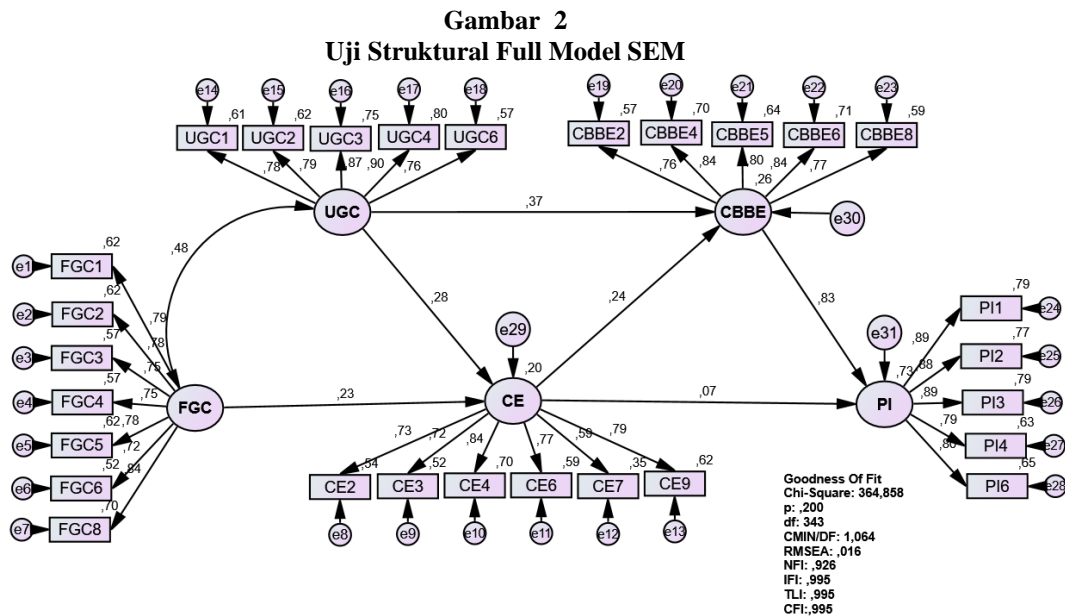 Gambar 2
Uji Struktural Full Model SEM
e14 e15 e16 e17 e18
,61 ,62 ,75 ,80 ,57
UGC1 UGC2 UGC3 UGC4 UGC6
,78 ,79 ,87 ,90 ,76
UGC
e19 e20 e21 e22 e23
,57 ,70 ,64 ,71 ,59
CBBE2 CBBE4 CBBE5 CBBE6 CBBE8
,76 ,84 ,80 ,84 ,77
,26
CBBE
e30
,37
,48
,28
,24
,83
e1 FGC1 ,62
e2 FGC2 ,62
e3 FGC3 ,57
e4 FGC4 ,57
e5 FGC5 ,62
e6 FGC6 ,52
e7 FGC8 ,70
,79
,78
,75
,75
,78
,72
,84
FGC
,23
e29
,20
CE
,07
,73 ,72 ,84 ,77 ,59 ,79
,54 ,52 ,70 ,59 ,35 ,62
CE2 CE3 CE4 CE6 CE7 CE9
e8 e9 e10 e11 e12 e13
e31
,73
PI
,89
,88
,89
,79
PI1 ,79 e24
PI2 ,77 e25
PI3 ,79 e26
PI4 ,63 e27
PI6 ,65 e28
Goodness Of Fit
Chi-Square: 364,858
p: ,200
df: 343
CMIN/DF: 1,064
RMSEA: ,016
NFI: ,926
IFI: ,995
TLI: ,995
CFI:,995